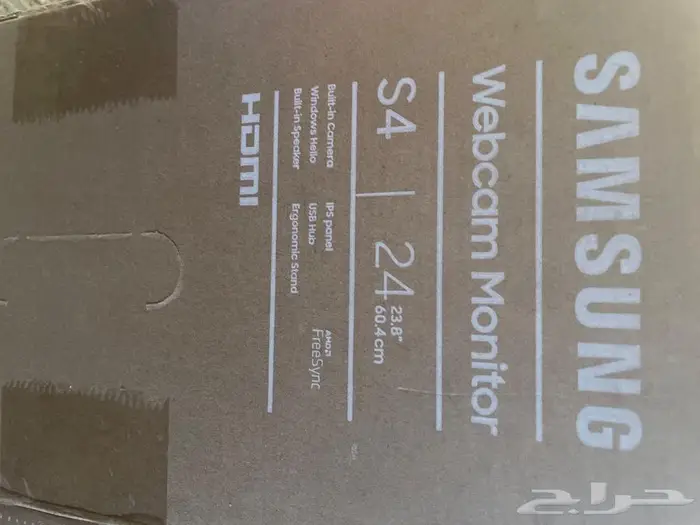 SAMSUNG
Webcam Monitor
S4 | 24 23.8" 60.4cm
Built-in Camera
Windows Hello
Built-in Speaker
IPS panel
USB Hub
Ergonomic Stand
AMD
FreeSync
HDMI
حراج